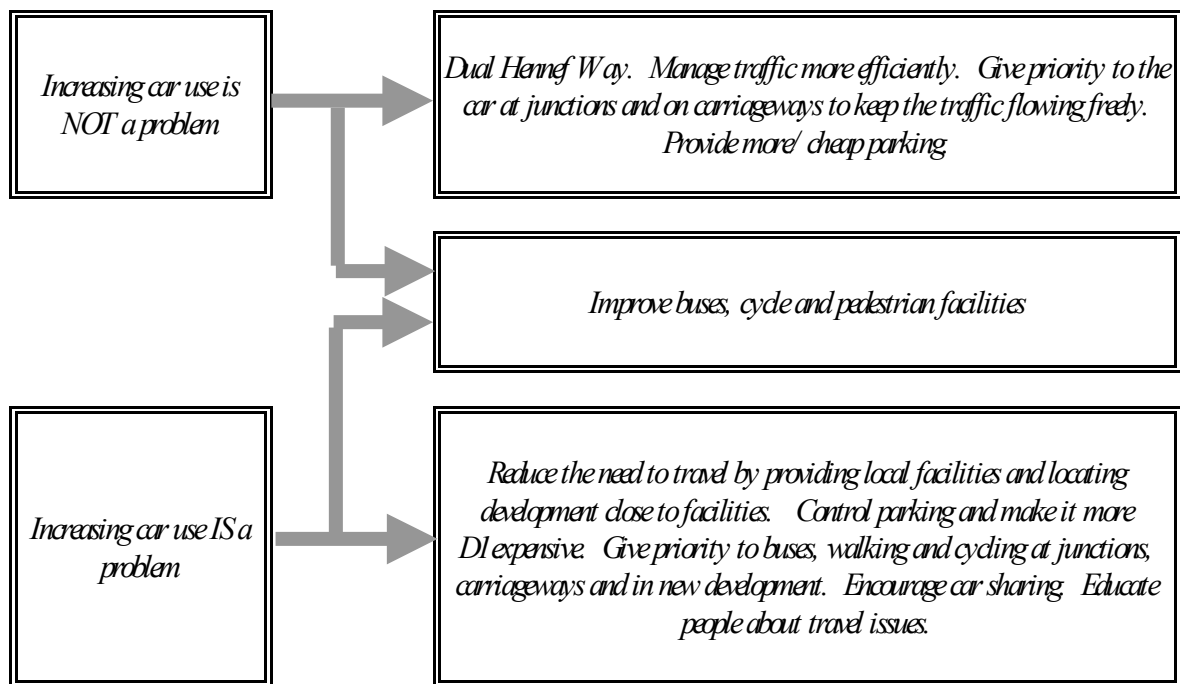 Increasing car use is
NOT a problem
Dual Hennef Way. Manage traffic more efficiently. Give priority to the
car at junctions and on carriageways to keep the traffic flowing freely.
Provide more/ cheap parking.
Improve buses, cycle and pedestrian facilities
Increasing car use IS a
problem
Reduce the need to travel by providing local facilities and locating
development close to facilities. Control parking and make it more
D1 expensive. Give priority to buses, walking and cycling at junctions,
carriageways and in new development. Encourage car sharing. Educate
people about travel issues.